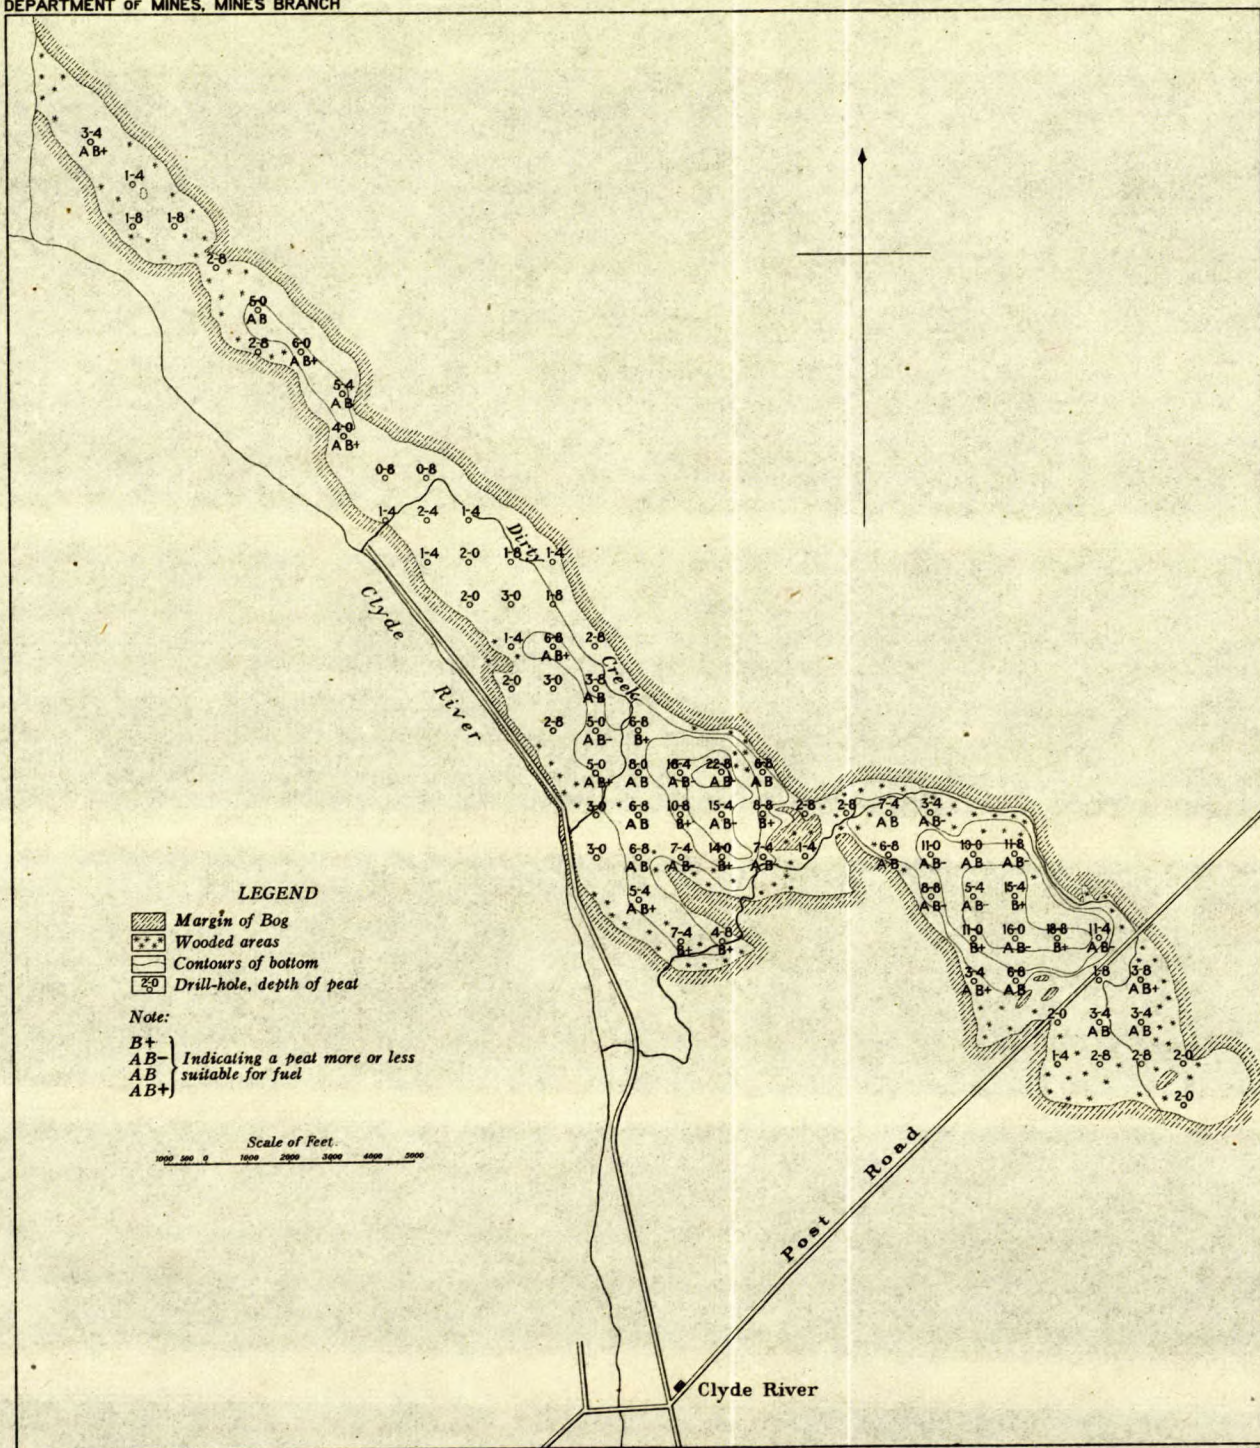 DEPARTMENT OF MINES, MINES BRANCH
3-4
AB+
1-4
1-8 1-8
2-8
5-0
AB
2-8 6-0
AB+
5-4
AB
4-0
AB+
0-8 0-8
1-4 2-4 1-4
Dirty
1-4 2-0 1-8 1-4
Clyde
2-0 3-0 1-8
1-4 6-8 2-8
AB+
Creek
2-0 3-0 3-8
AB
River
2-8 5-0 6-8
AB- B+
5-0 8-0 18-4 22-8 8-8
AB+ AB AB- AB- AB
3-0 6-8 10-8 15-4 8-8 2-8 2-8 7-4 3-4
AB B+ AB- B+ AB AB-
3-0 6-8 7-4 14-0 7-4 1-4 6-8 11-0 10-0 11-8
AB AB- B+ AB- AB AB- AB AB-
5-4 8-8 5-4 15-4
AB+ AB- AB- B+
7-4 4-8 11-0 16-0 18-8 11-4
B+ B+ B+ AB- B+ AB-
3-4 6-8 1-8 3-8
AB+ AB AB+
2-0 3-4 3-4
AB AB
1-4 2-8 2-8 2-0
2-0
LEGEND
Margin of Bog
Wooded areas
Contours of bottom
2-0 Drill-hole, depth of peat
Note:
B+
AB- Indicating a peat more or less
AB suitable for fuel
AB+
Scale of Feet
1000 500 0 1000 2000 3000 4000 5000
Post Road
Clyde River